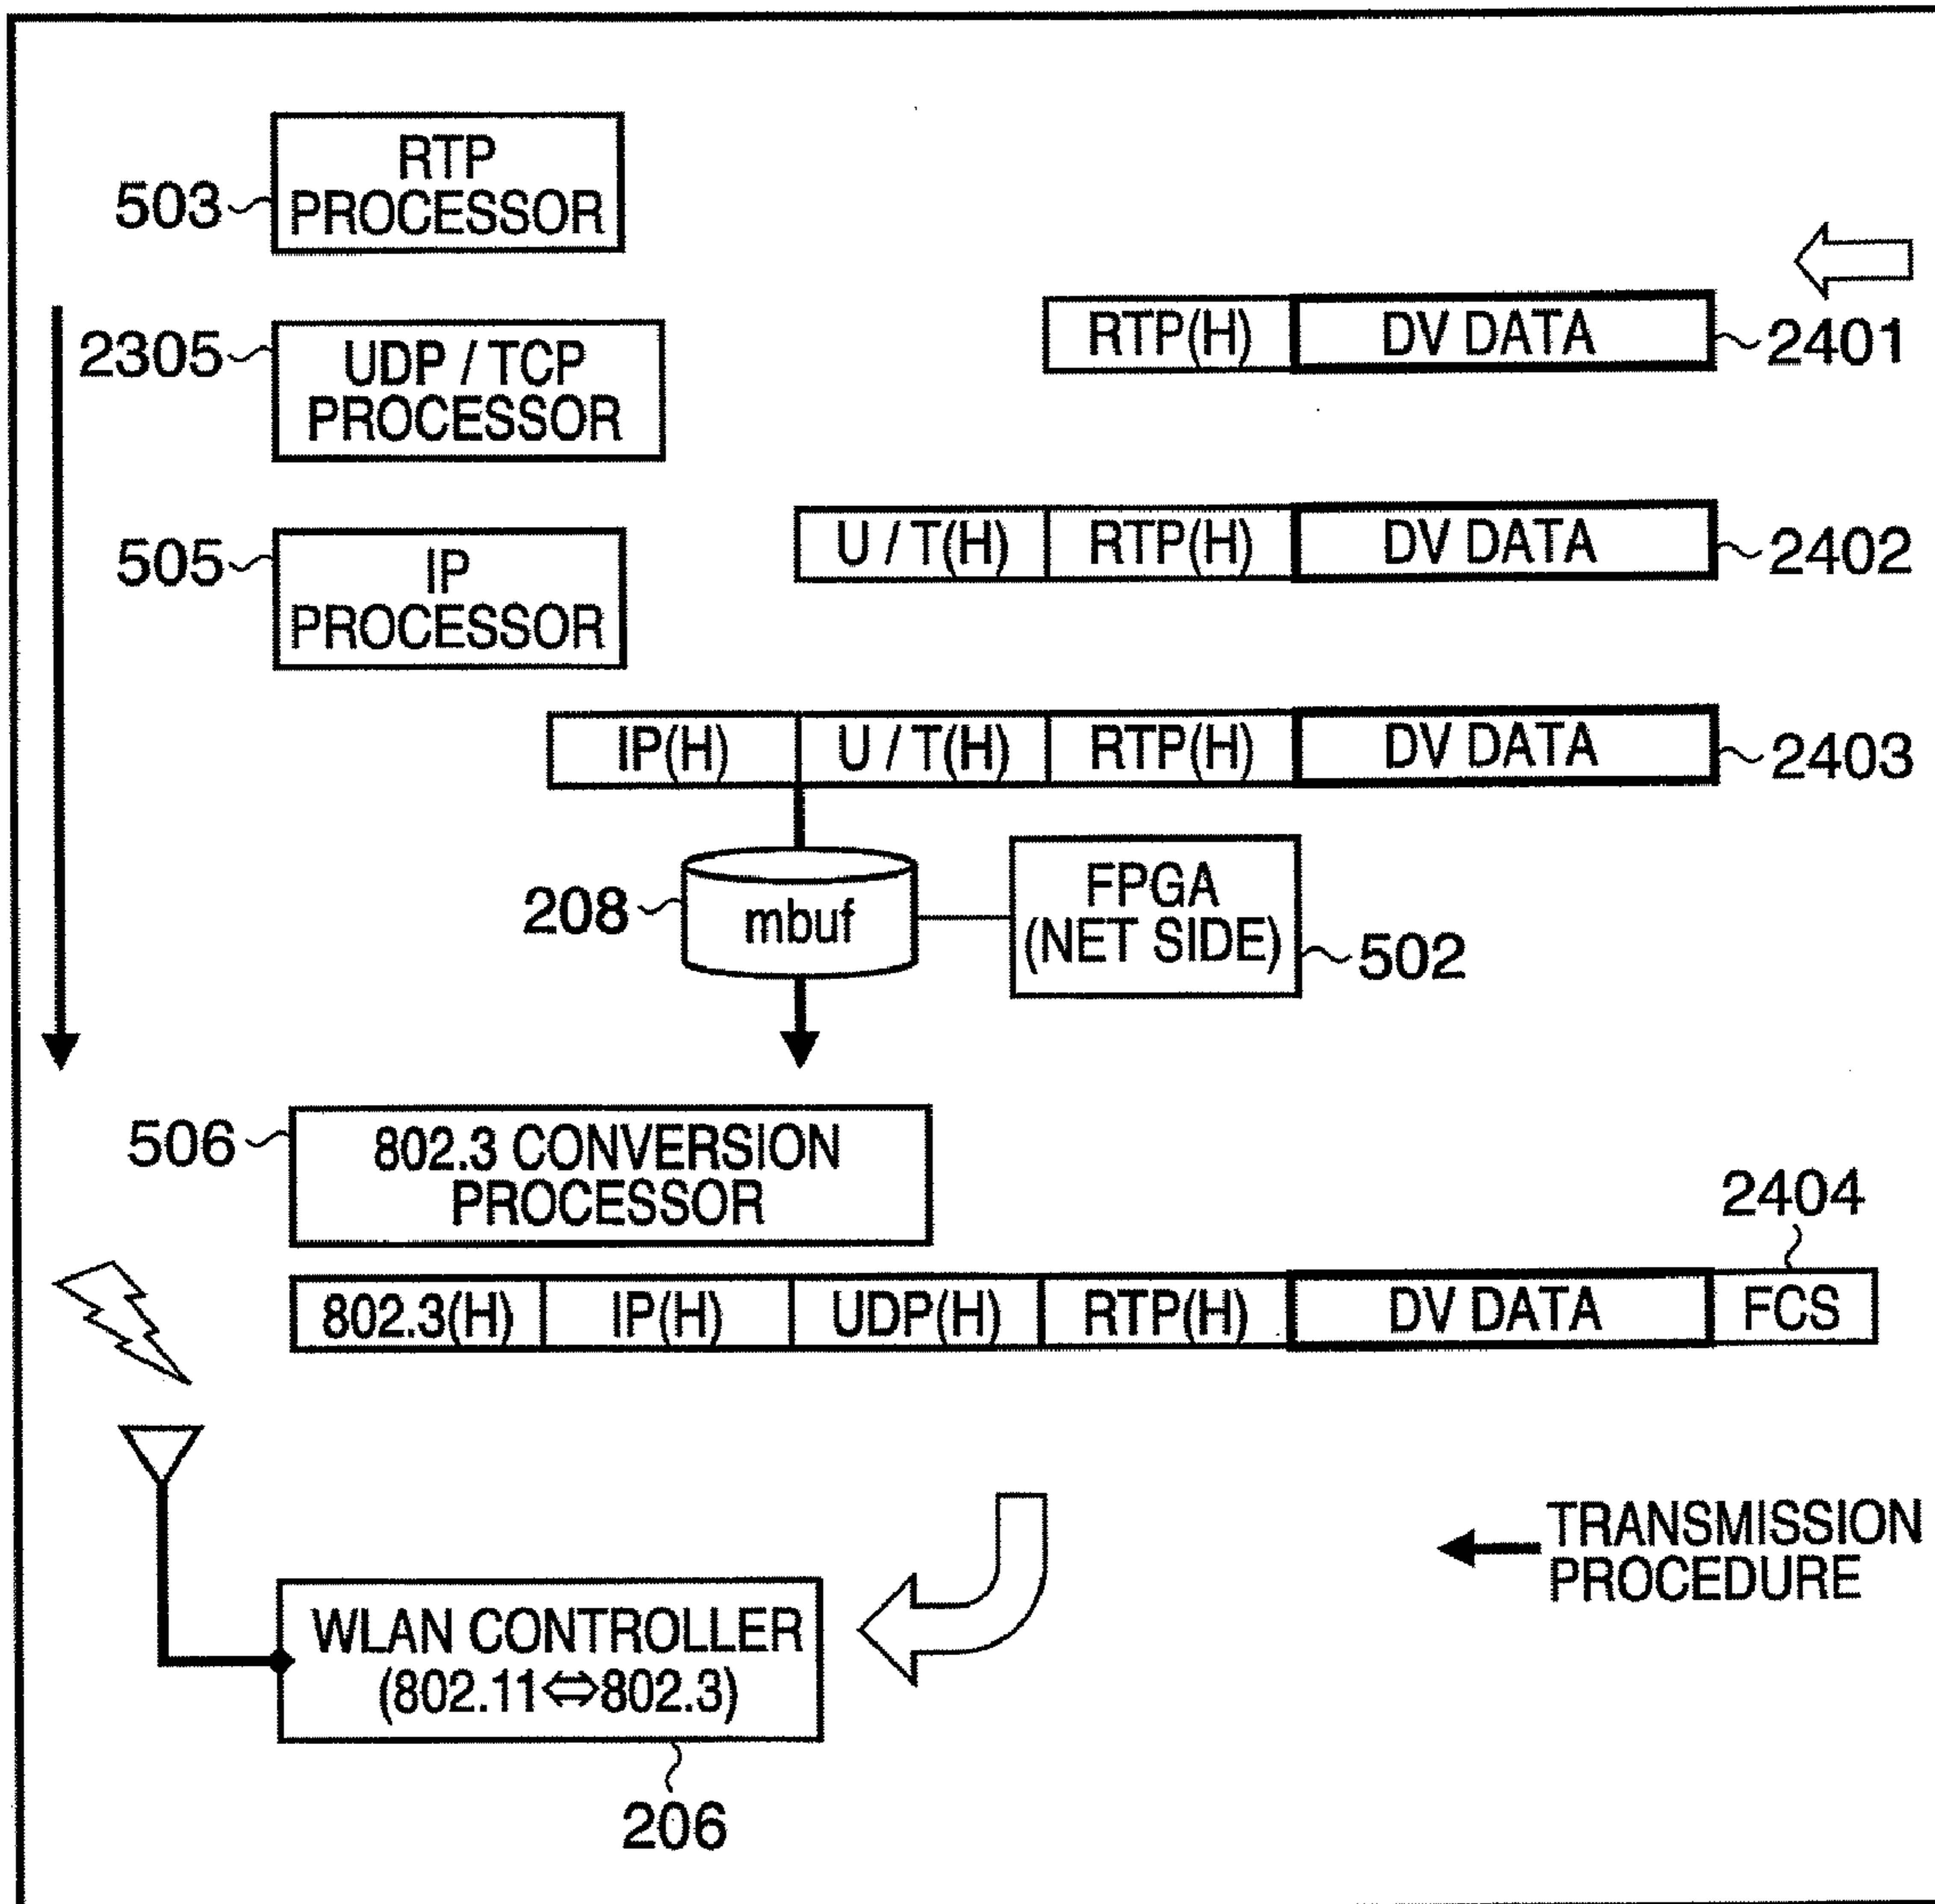 RTP
PROCESSOR
503
RTP(H) DV DATA 2401
2305
UDP / TCP
PROCESSOR
U / T(H) RTP(H) DV DATA 2402
505
IP
PROCESSOR
IP(H) U / T(H) RTP(H) DV DATA 2403
208
mbuf
FPGA
(NET SIDE)
502
506
802.3 CONVERSION
PROCESSOR
2404
802.3(H) IP(H) UDP(H) RTP(H) DV DATA FCS
TRANSMISSION
PROCEDURE
WLAN CONTROLLER
(802.11⇔802.3)
206